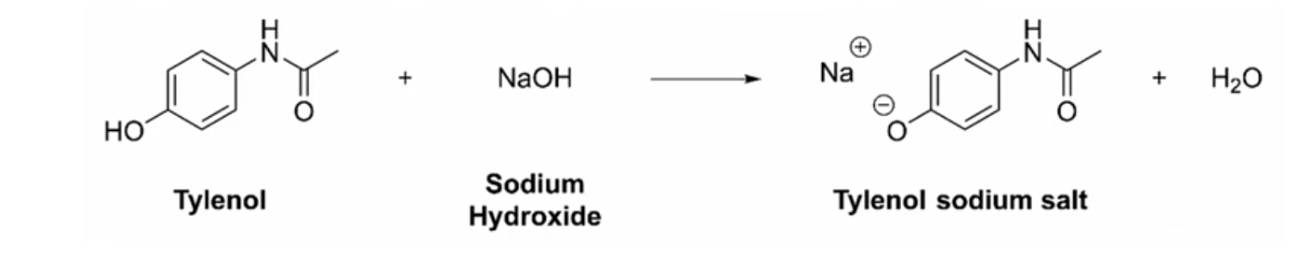 H
N
O
HO
+
NaOH
Na
⊕
⊖
O
H
N
O
+
H₂O
Tylenol
Sodium
Hydroxide
Tylenol sodium salt